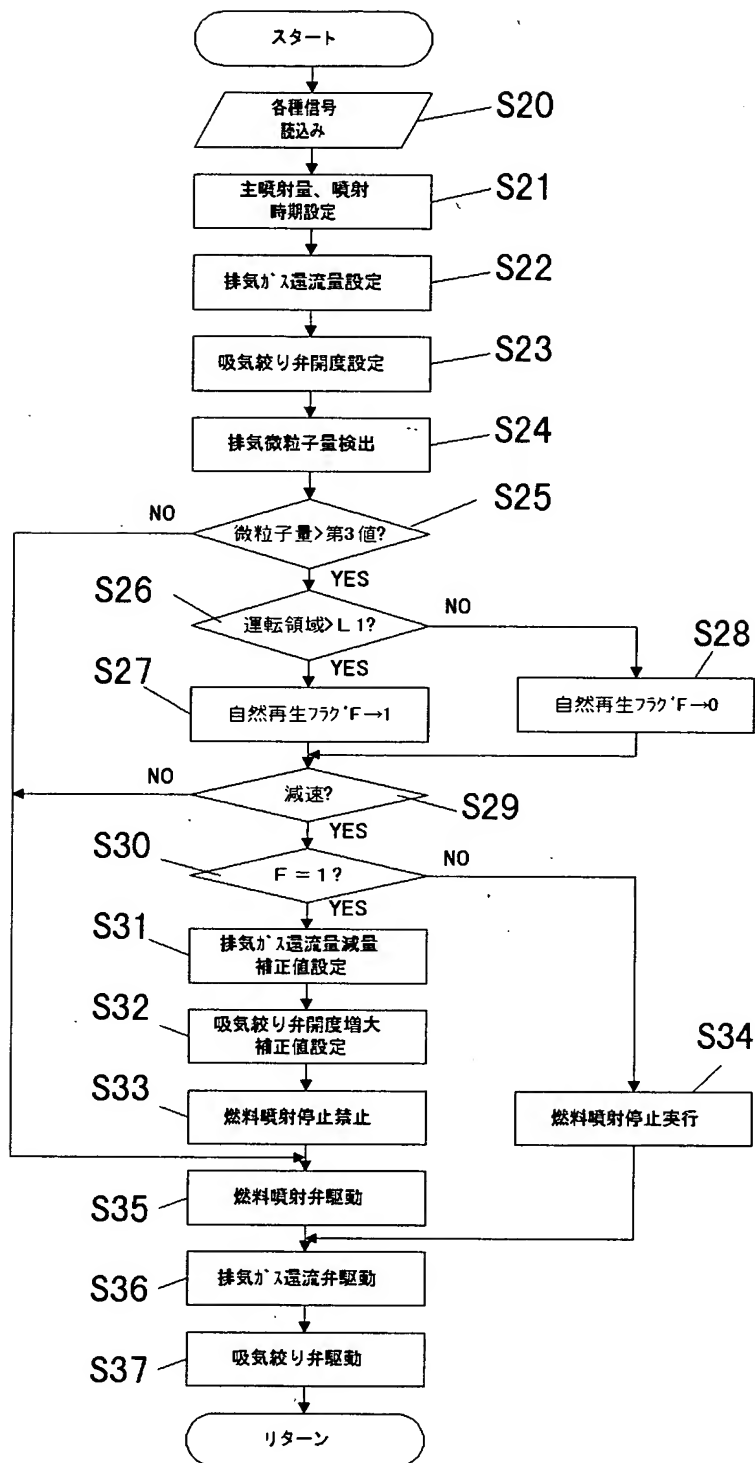 スタート
各種信号
読込み
S20
主噴射量、噴射
時期設定
S21
排気ガス還流量設定
S22
吸気絞り弁開度設定
S23
排気微粒子量検出
S24
微粒子量>第3値?
S25
NO
YES
S26
運転領域>L1?
NO
YES
S27
自然再生フラグF→1
S28
自然再生フラグF→0
NO
減速?
S29
YES
S30
F=1?
NO
YES
S31
排気ガス還流量減量
補正値設定
S32
吸気絞り弁開度増大
補正値設定
S33
燃料噴射停止禁止
S34
燃料噴射停止実行
S35
燃料噴射弁駆動
S36
排気ガス還流弁駆動
S37
吸気絞り弁駆動
リターン